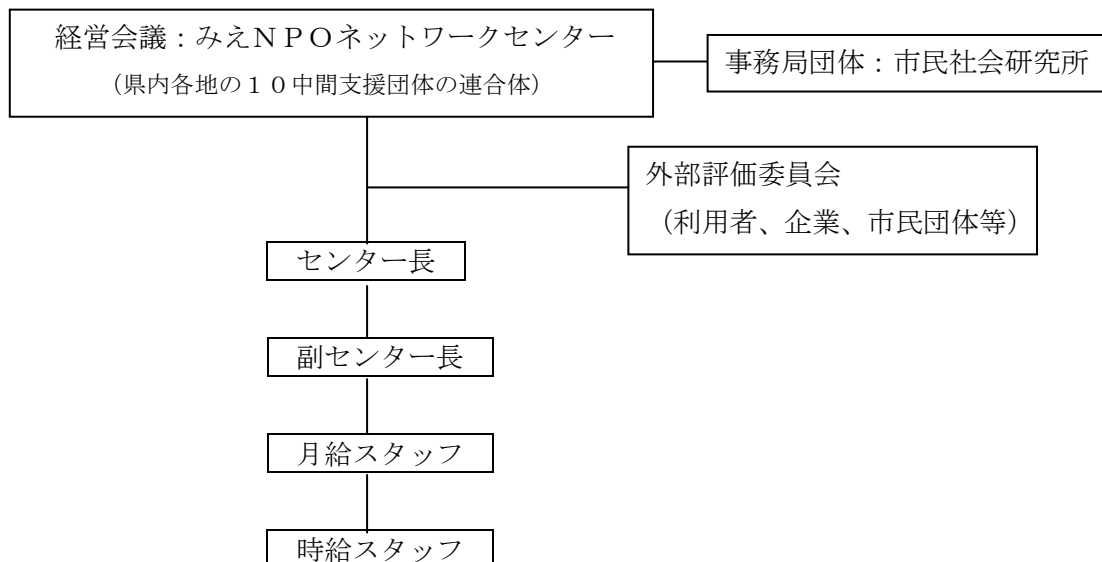 経営会議：みえＮＰＯネットワークセンター
（県内各地の１０中間支援団体の連合体）
事務局団体：市民社会研究所
外部評価委員会
（利用者、企業、市民団体等）
センター長
副センター長
月給スタッフ
時給スタッフ